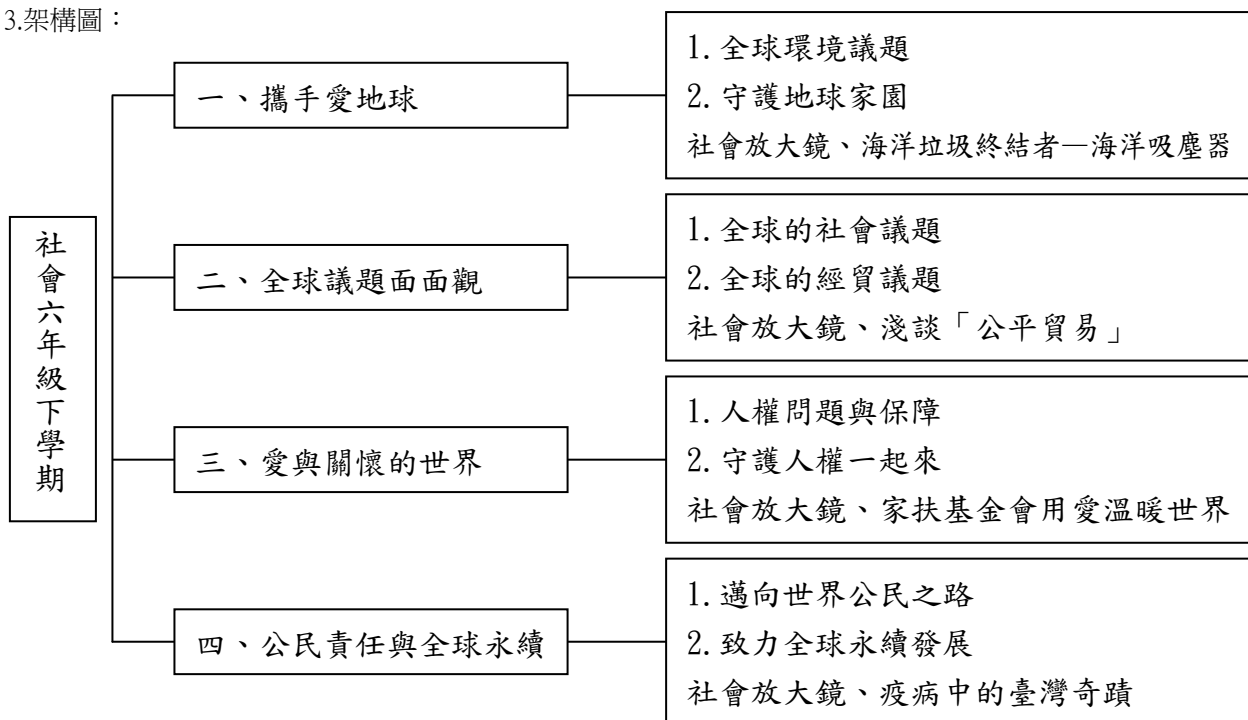 3.架構圖：
社會六年級下學期
一、攜手愛地球
1. 全球環境議題
2. 守護地球家園
社會放大鏡、海洋垃圾終結者—海洋吸塵器
二、全球議題面面觀
1. 全球的社會議題
2. 全球的經貿議題
社會放大鏡、淺談「公平貿易」
三、愛與關懷的世界
1. 人權問題與保障
2. 守護人權一起來
社會放大鏡、家扶基金會用愛溫暖世界
四、公民責任與全球永續
1. 邁向世界公民之路
2. 致力全球永續發展
社會放大鏡、疫病中的臺灣奇蹟